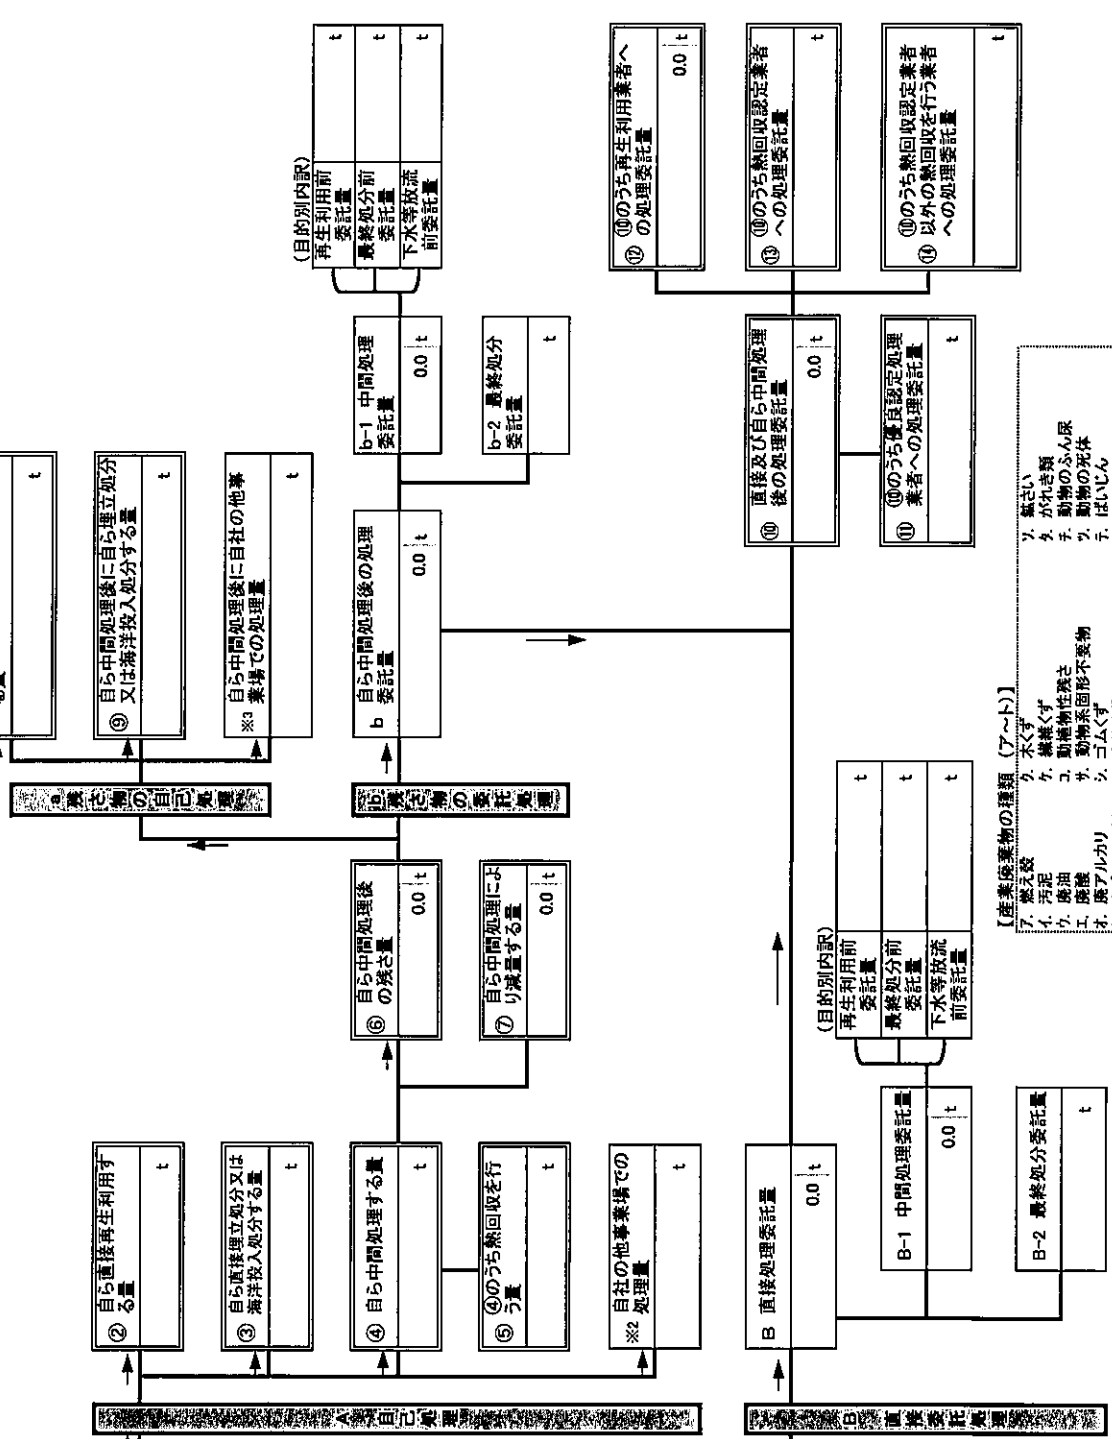 A 自己処理
② 自ら直接再生利用す
る量
t
③ 自ら直接埋立処分又は
海洋投入処分する量
t
④ 自ら中間処理する量
t
⑤ ④のうち熱回収を行
う量
t
※2 自社の他事業場での
処理量
t
⑥ 自ら中間処理後
の残さ量
0.0 t
⑦ 自ら中間処理によ
り減量する量
0.0 t
a 残さ物の自己処理
る量
t
⑨ 自ら中間処理後に自ら埋立処分
又は海洋投入処分する量
t
※3 自ら中間処理後に自社の他事
業場での処理量
t
b 残さ物の委託処理
b 自ら中間処理後の処理
委託量
0.0 t
b-1 中間処理
委託量
0.0 t
b-2 最終処分
委託量
t
(目的別内訳)
再生利用前
委託量
t
最終処分前
委託量
t
下水等放流
前委託量
t
B 直接委託処理
B 直接処理委託量
0.0 t
B-1 中間処理委託量
0.0 t
B-2 最終処分委託量
t
(目的別内訳)
再生利用前
委託量
t
最終処分前
委託量
t
下水等放流
前委託量
t
⑩ 直接及び自ら中間処理
後の処理委託量
0.0 t
⑪ ⑩のうち優良認定処理
業者への処理委託量
t
⑫ ⑩のうち再生利用業者へ
の処理委託量
0.0 t
⑬ ⑩のうち熱回収認定業者
への処理委託量
t
⑭ ⑩のうち熱回収認定業者
以外の熱回収を行う業者
への処理委託量
t
【産業廃棄物の種類 (ア～ト)】
ア. 燃え殻
イ. 汚泥
ウ. 廃油
エ. 廃酸
オ. 廃アルカリ
ク. 木くず
ケ. 繊維くず
コ. 動植物性残さ
サ. 動物系固形不要物
シ. ゴムくず
ソ. 鉱さい
タ. がれき類
チ. 動物のふん尿
ツ. 動物の死体
テ. ばいじん